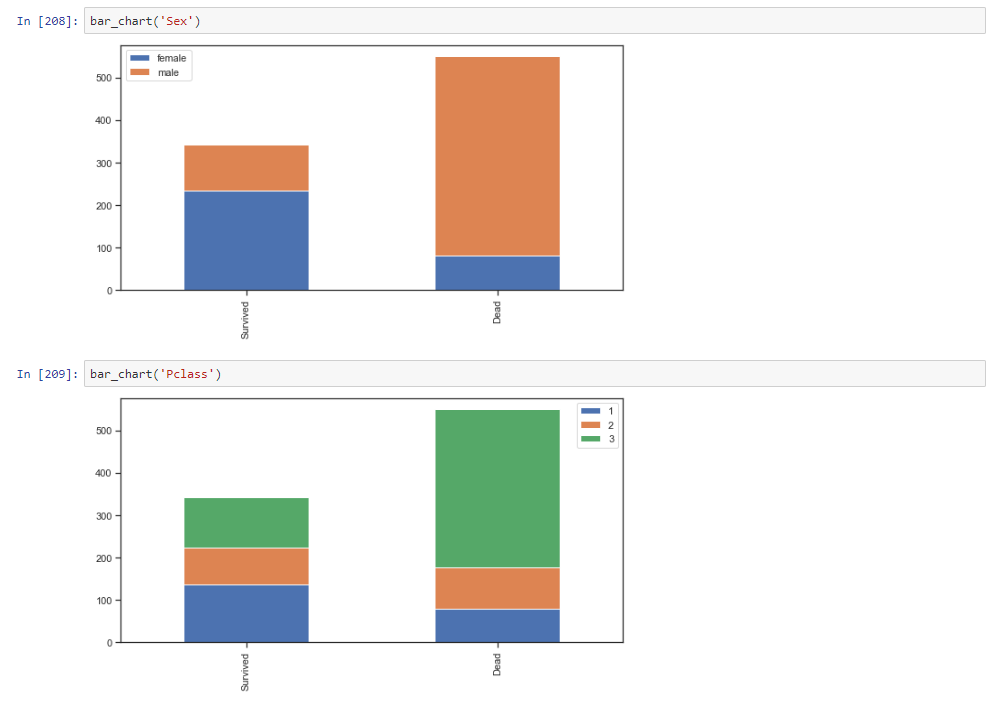 In [208]: bar_chart('Sex')
female
male
500
400
300
200
100
0
Survived
Dead
In [209]: bar_chart('Pclass')
1
2
3
500
400
300
200
100
0
Survived
Dead